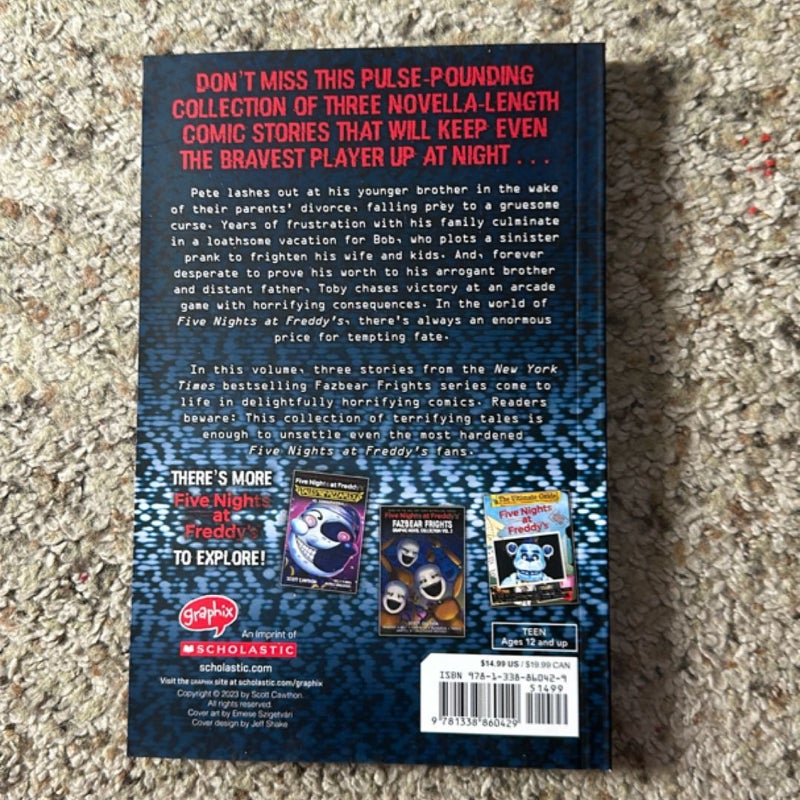 DON'T MISS THIS PULSE-POUNDING
COLLECTION OF THREE NOVELLA-LENGTH
COMIC STORIES THAT WILL KEEP EVEN
THE BRAVEST PLAYER UP AT NIGHT . . .
Pete lashes out at his younger brother in the wake
of their parents' divorce, falling prey to a gruesome
curse. Years of frustration with his family culminate
in a loathsome vacation for Bob, who plots a sinister
prank to frighten his wife and kids. And, forever
desperate to prove his worth to his arrogant brother
and distant father, Toby chases victory at an arcade
game with horrifying consequences. In the world of
Five Nights at Freddy's, there's always an enormous
price for tempting fate.
In this volume, three stories from the New York
Times bestselling Fazbear Frights series come to
life in delightfully horrifying comics. Readers
beware: This collection of terrifying tales is
enough to unsettle even the most hardened
Five Nights at Freddy's fans.
THERE'S MORE
Five Nights
at
Freddy's
TO EXPLORE!
Five Nights at Freddy's
SCOTT CAWTHON
Five Nights at Freddy's
FAZBEAR FRIGHTS
GRAPHIC NOVEL COLLECTION VOL. 2
The Ultimate Guide
Five Nights
at
Freddy's
graphix
An Imprint of
SCHOLASTIC
scholastic.com
Visit the GRAPHIX site at scholastic.com/graphix
Copyright © 2023 by Scott Cawthon.
All rights reserved.
Cover art by Emese Szigetvári
Cover design by Jeff Shake
TEEN
Ages 12 and up
$14.99 US / $19.99 CAN
ISBN 978-1-338-86042-9
51499
9 781338 860429